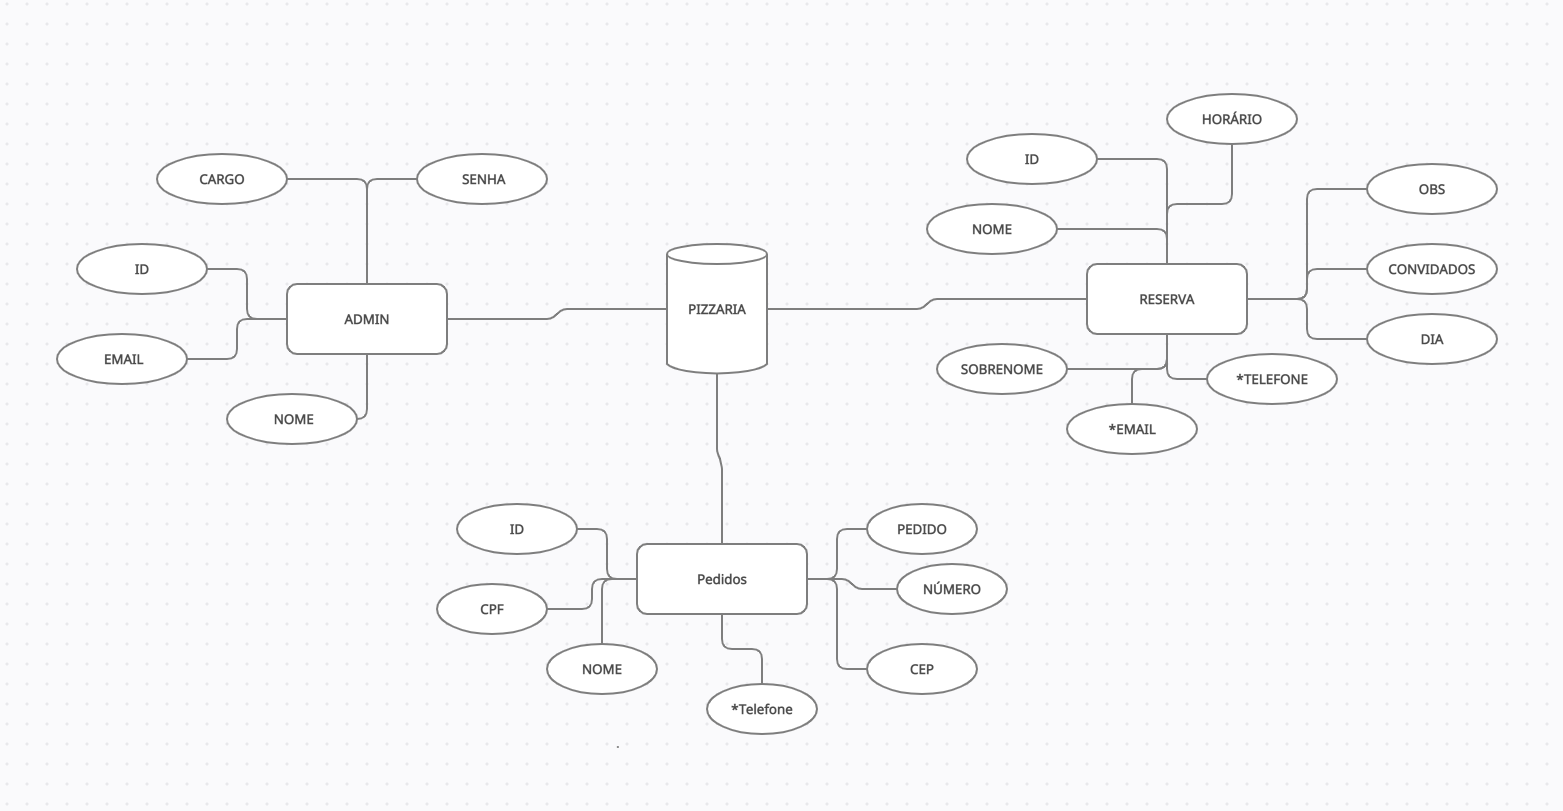 HORÁRIO
ID
CARGO
SENHA
OBS
NOME
ID
CONVIDADOS
RESERVA
PIZZARIA
ADMIN
DIA
EMAIL
SOBRENOME
*TELEFONE
NOME
*EMAIL
ID
PEDIDO
Pedidos
NÚMERO
CPF
NOME
CEP
*Telefone